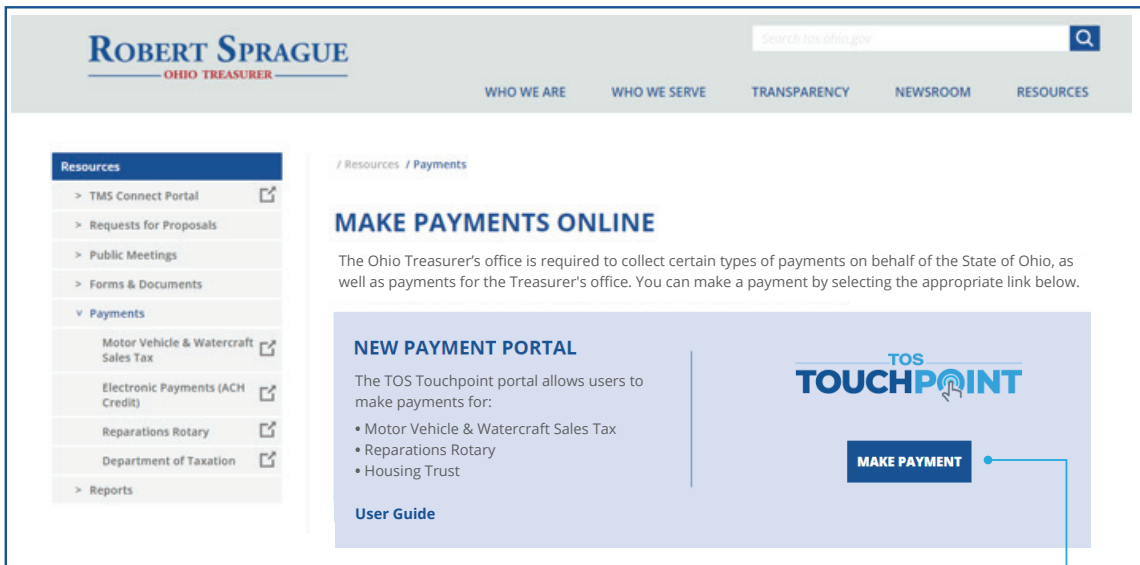 ROBERT SPRAGUE
OHIO TREASURER
Search tos.ohio.gov
WHO WE ARE WHO WE SERVE TRANSPARENCY NEWSROOM RESOURCES
Resources
> TMS Connect Portal
> Requests for Proposals
> Public Meetings
> Forms & Documents
v Payments
Motor Vehicle & Watercraft
Sales Tax
Electronic Payments (ACH
Credit)
Reparations Rotary
Department of Taxation
> Reports
/ Resources / Payments
MAKE PAYMENTS ONLINE
The Ohio Treasurer’s office is required to collect certain types of payments on behalf of the State of Ohio, as
well as payments for the Treasurer's office. You can make a payment by selecting the appropriate link below.
NEW PAYMENT PORTAL
The TOS Touchpoint portal allows users to
make payments for:
• Motor Vehicle & Watercraft Sales Tax
• Reparations Rotary
• Housing Trust
User Guide
TOS
TOUCHPOINT
MAKE PAYMENT